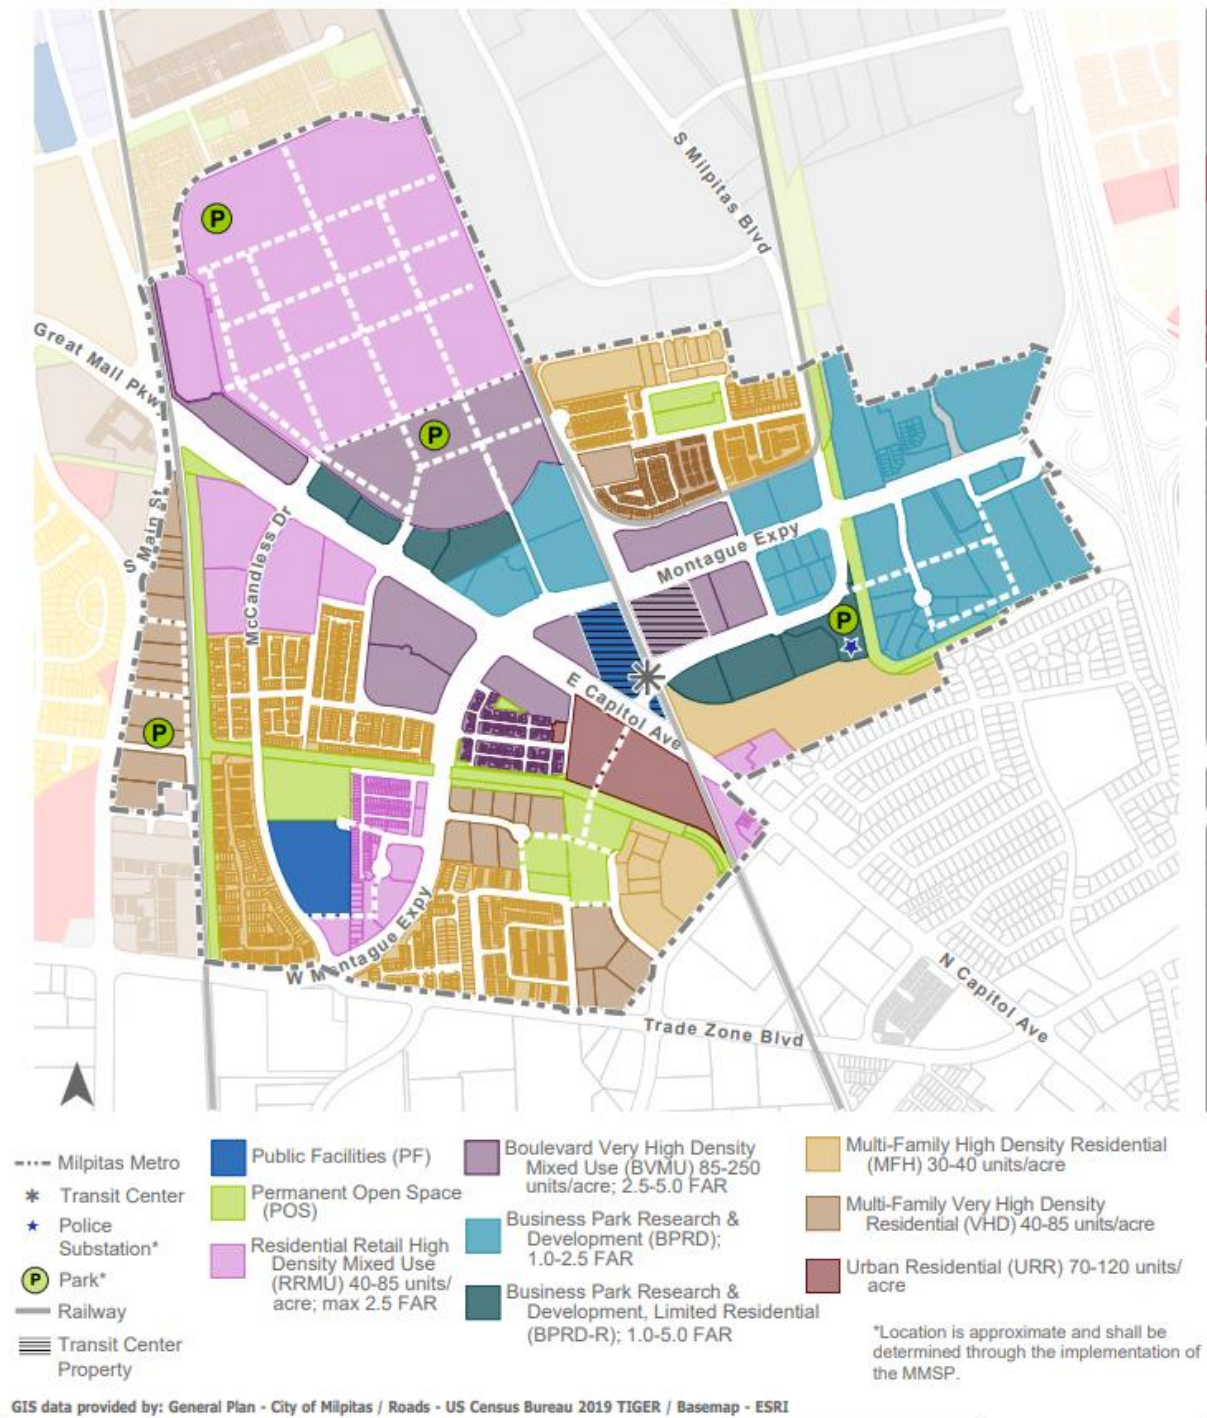 P
S Milpitas Blvd
Great Mall Pkwy.
P
S Main St
McCandless Dr
Montague Expy
P
E Capitol Ave
P
W Montague Expy
N Capitol Ave
Trade Zone Blvd
Milpitas Metro
Transit Center
Police
Substation*
P Park*
Railway
Transit Center
Property
Public Facilities (PF)
Permanent Open Space
(POS)
Residential Retail High
Density Mixed Use
(RRMU) 40-85 units/
acre; max 2.5 FAR
Boulevard Very High Density
Mixed Use (BVMU) 85-250
units/acre; 2.5-5.0 FAR
Business Park Research &
Development (BPRD);
1.0-2.5 FAR
Business Park Research &
Development, Limited Residential
(BPRD-R); 1.0-5.0 FAR
Multi-Family High Density Residential
(MFH) 30-40 units/acre
Multi-Family Very High Density
Residential (VHD) 40-85 units/acre
Urban Residential (URR) 70-120 units/
acre
*Location is approximate and shall be
determined through the implementation of
the MMSP.
GIS data provided by: General Plan - City of Milpitas / Roads - US Census Bureau 2019 TIGER / Basemap - ESRI